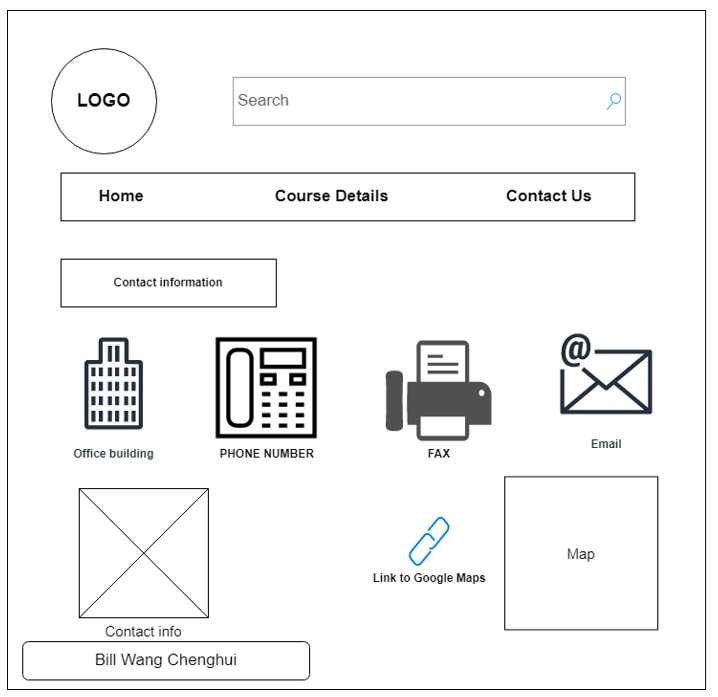 LOGO
Search
Home Course Details Contact Us
Contact information
@
Office building PHONE NUMBER FAX Email
Map
Link to Google Maps
Contact info
Bill Wang Chenghui